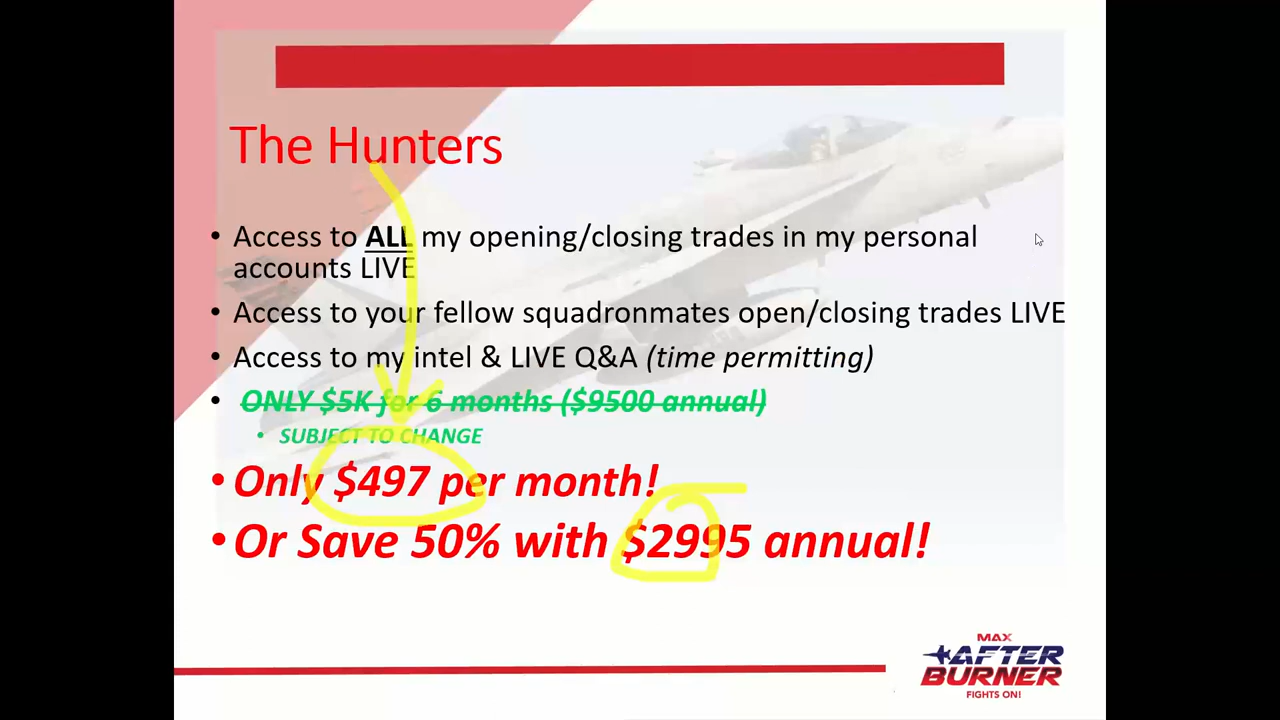 The Hunters
• Access to ALL my opening/closing trades in my personal
accounts LIVE
• Access to your fellow squadronmates open/closing trades LIVE
• Access to my intel & LIVE Q&A (time permitting)
• ONLY $5K for 6 months ($9500 annual)
• SUBJECT TO CHANGE
• Only $497 per month!
• Or Save 50% with $2995 annual!
MAX
AFTER
BURNER
FIGHTS ON!